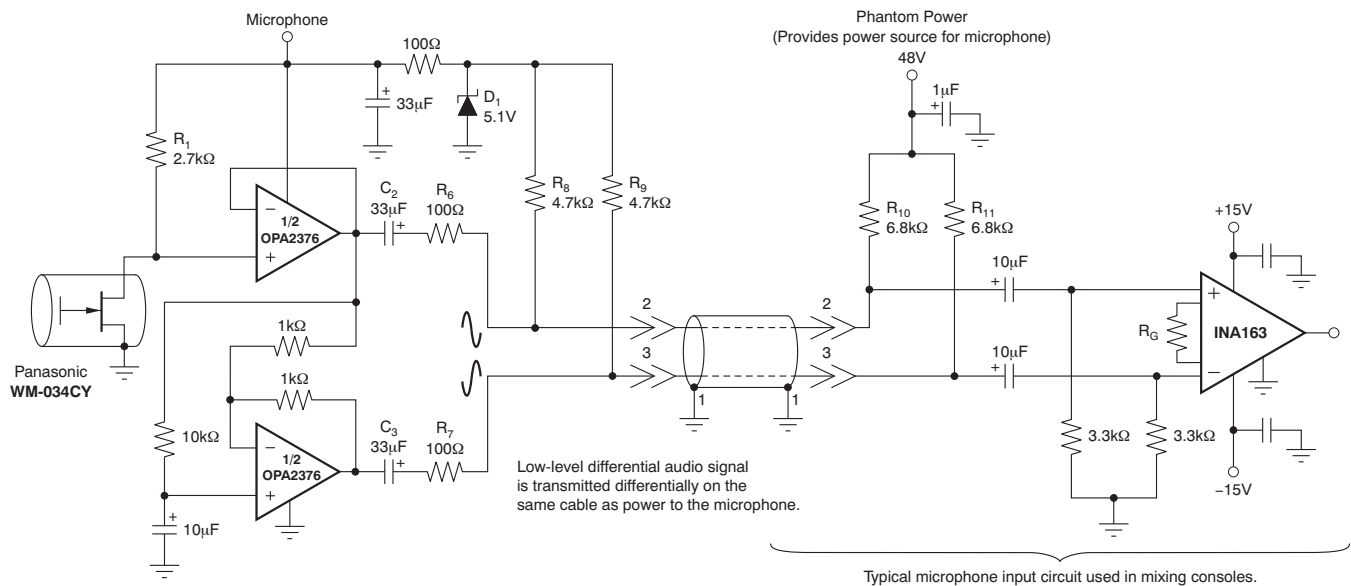 Microphone
100Ω
33μF
D1
5.1V
R1
2.7kΩ
1/2
OPA2376
C2
33μF
R6
100Ω
R8
4.7kΩ
R9
4.7kΩ
Panasonic
WM-034CY
1kΩ
1kΩ
10kΩ
10μF
1/2
OPA2376
C3
33μF
R7
100Ω
2
3
1
2
3
1
Low-level differential audio signal
is transmitted differentially on the
same cable as power to the microphone.
Phantom Power
(Provides power source for microphone)
48V
1μF
R10
6.8kΩ
R11
6.8kΩ
10μF
10μF
+15V
RG
INA163
3.3kΩ
3.3kΩ
–15V
Typical microphone input circuit used in mixing consoles.